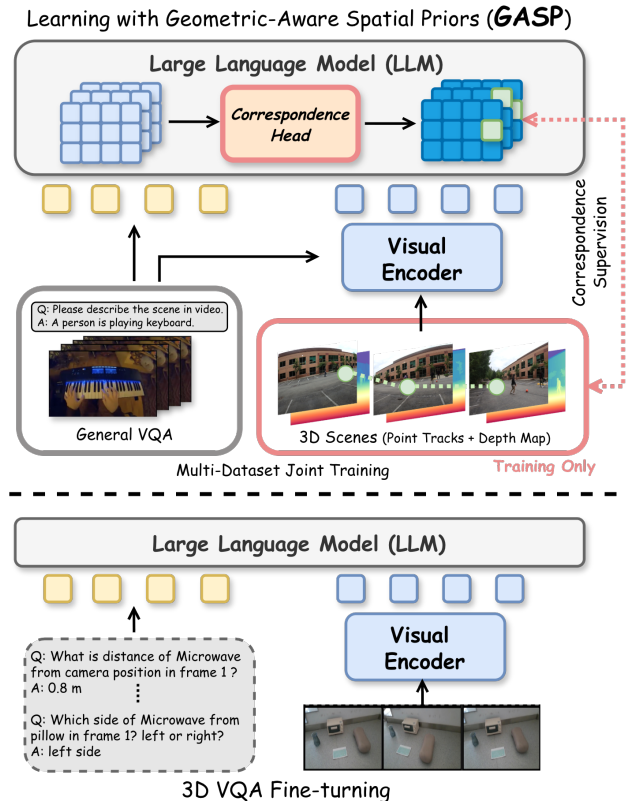 Learning with Geometric-Aware Spatial Priors (GASP)
Large Language Model (LLM)
Correspondence
Head
Correspondence
Supervision
Visual
Encoder
Q: Please describe the scene in video.
A: A person is playing keyboard.
General VQA
3D Scenes (Point Tracks + Depth Map)
Multi-Dataset Joint Training
Training Only
Large Language Model (LLM)
Visual
Encoder
Q: What is distance of Microwave
from camera position in frame 1 ?
A: 0.8 m
Q: Which side of Microwave from
pillow in frame 1? left or right?
A: left side
3D VQA Fine-turning